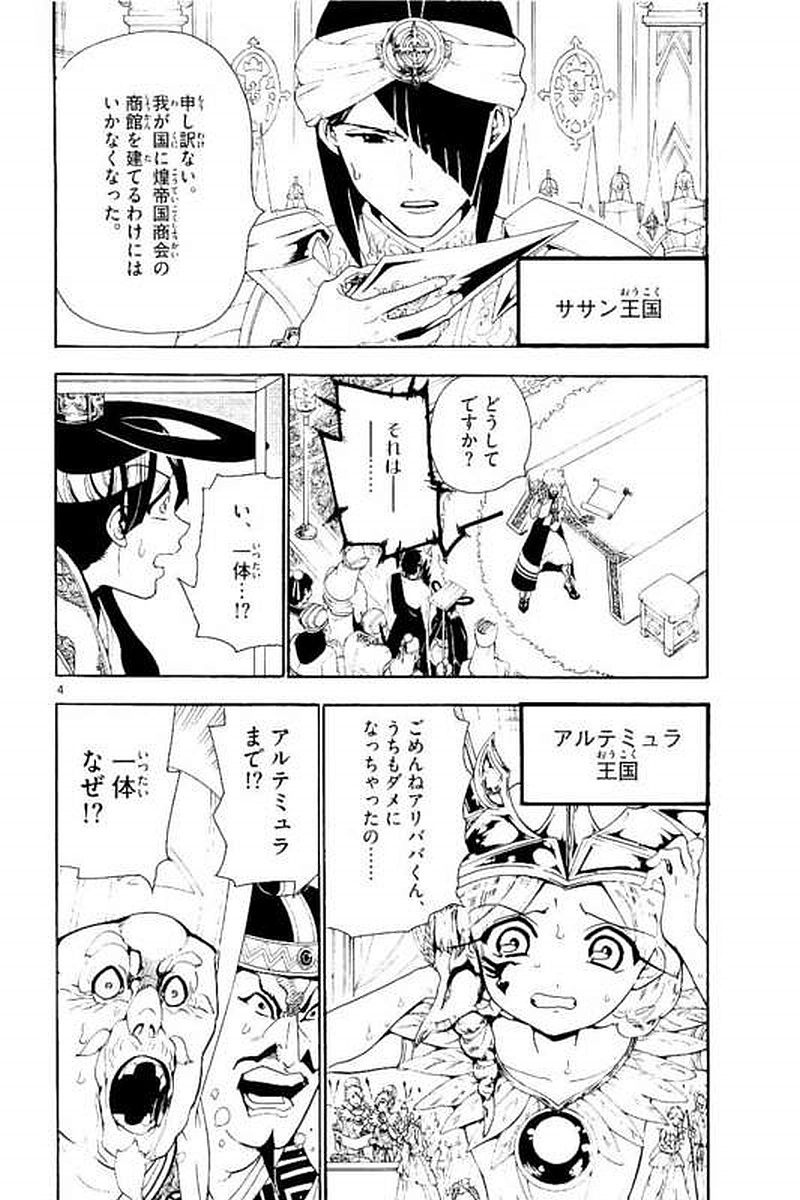 申し訳ない。
我が国に煌帝国商会の
商館を建てるわけには
いかなくなった。
ササン王国
どうして
ですか?
それは——
——………
い、
一体…!?
4
アルテミュラ
王国
ごめんねアリババくん、
うちもダメに
なっちゃったの……
アルテミュラ
まで!?
一体
なぜ!?